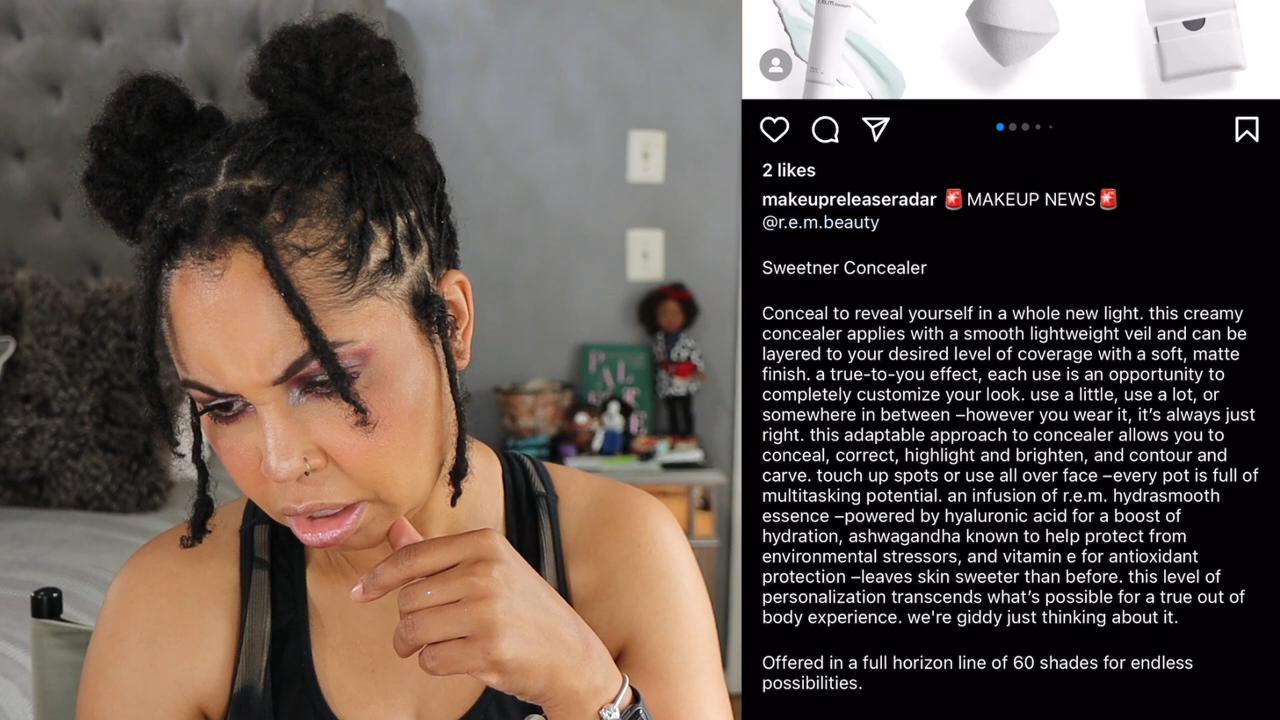 r.e.m.beauty
2 likes
makeupreleaseradar 🚨 MAKEUP NEWS🚨
@r.e.m.beauty
Sweetner Concealer
Conceal to reveal yourself in a whole new light. this creamy
concealer applies with a smooth lightweight veil and can be
layered to your desired level of coverage with a soft, matte
finish. a true-to-you effect, each use is an opportunity to
completely customize your look. use a little, use a lot, or
somewhere in between –however you wear it, it’s always just
right. this adaptable approach to concealer allows you to
conceal, correct, highlight and brighten, and contour and
carve. touch up spots or use all over face –every pot is full of
multitasking potential. an infusion of r.e.m. hydrasmooth
essence –powered by hyaluronic acid for a boost of
hydration, ashwagandha known to help protect from
environmental stressors, and vitamin e for antioxidant
protection –leaves skin sweeter than before. this level of
personalization transcends what’s possible for a true out of
body experience. we're giddy just thinking about it.
Offered in a full horizon line of 60 shades for endless
possibilities.